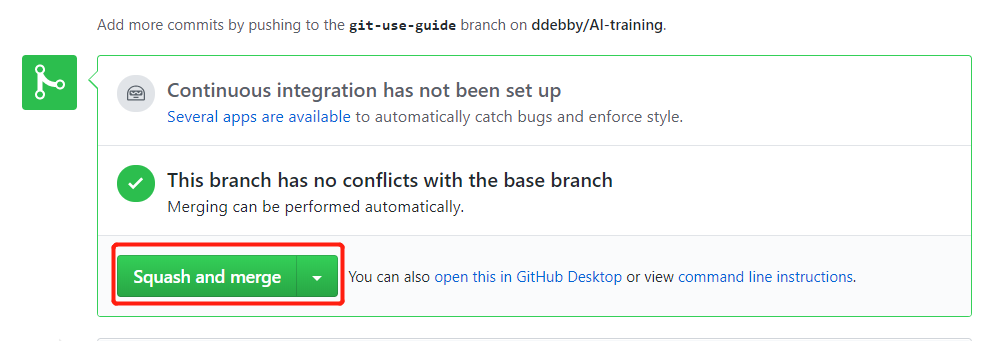 Add more commits by pushing to the git-use-guide branch on ddebby/AI-training.
Continuous integration has not been set up
Several apps are available to automatically catch bugs and enforce style.
This branch has no conflicts with the base branch
Merging can be performed automatically.
Squash and merge You can also open this in GitHub Desktop or view command line instructions.